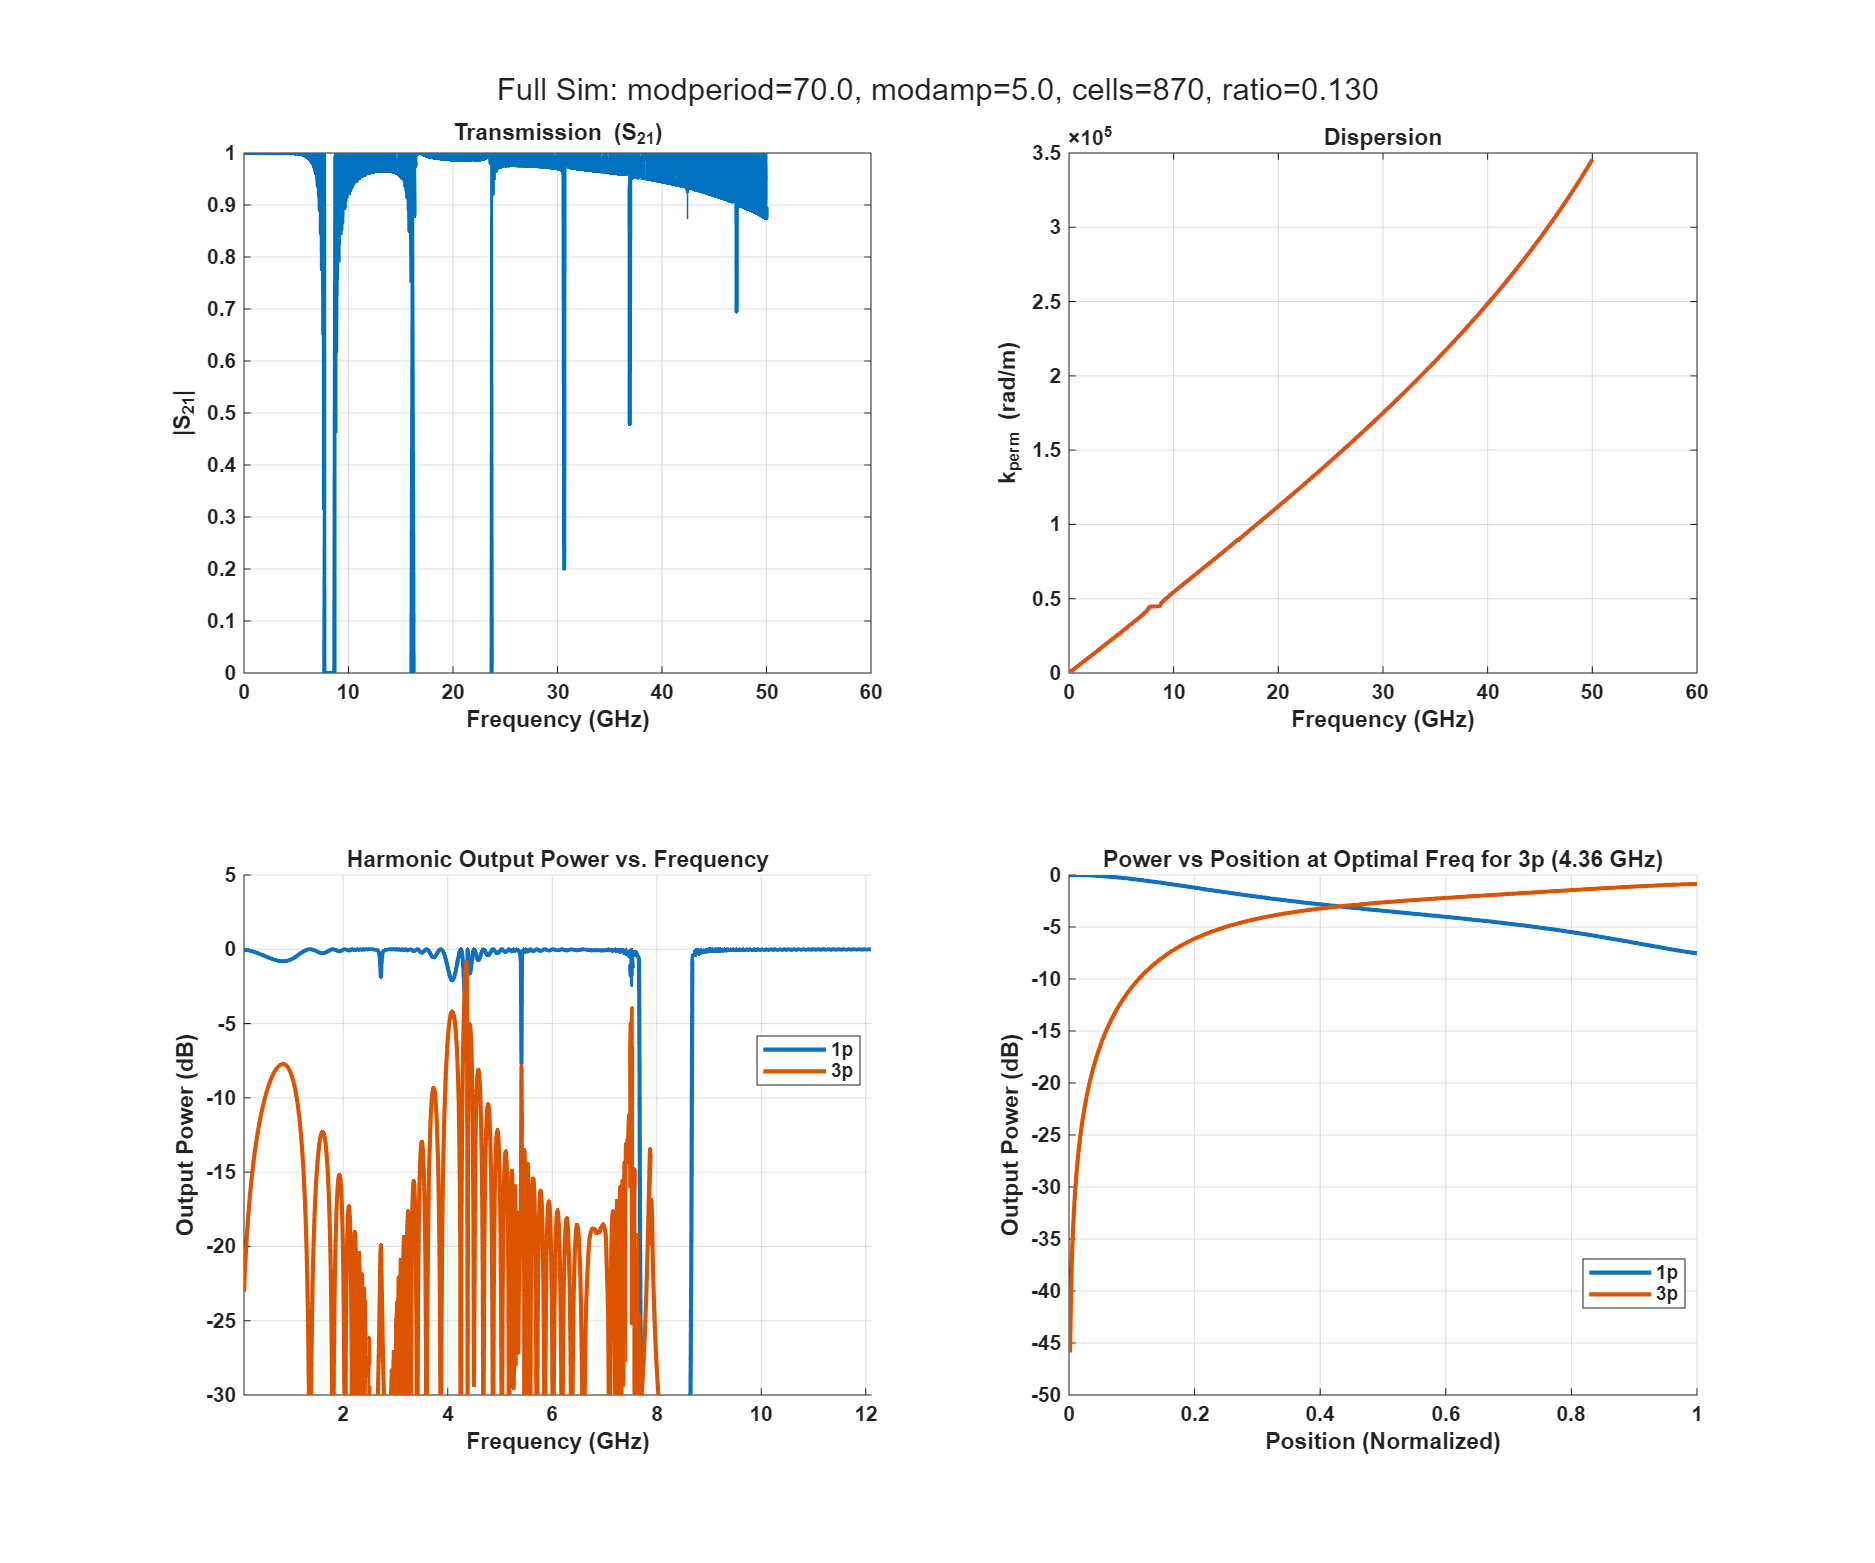 Full Sim: modperiod=70.0, modamp=5.0, cells=870, ratio=0.130
Transmission (S21)
1
0.9
0.8
0.7
0.6
0.5
0.4
0.3
0.2
0.1
0
|S21|
0 10 20 30 40 50 60
Frequency (GHz)
×10^5
Dispersion
3.5
3
2.5
2
1.5
1
0.5
0
kperm (rad/m)
0 10 20 30 40 50 60
Frequency (GHz)
Harmonic Output Power vs. Frequency
5
0
-5
-10
-15
-20
-25
-30
Output Power (dB)
1p
3p
2 4 6 8 10 12
Frequency (GHz)
Power vs Position at Optimal Freq for 3p (4.36 GHz)
0
-5
-10
-15
-20
-25
-30
-35
-40
-45
-50
Output Power (dB)
1p
3p
0 0.2 0.4 0.6 0.8 1
Position (Normalized)